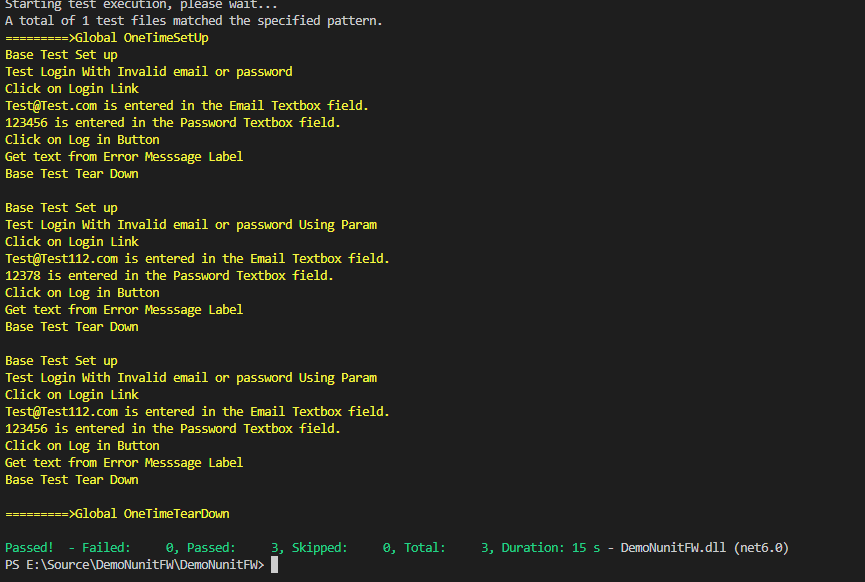 Starting test execution, please wait...
A total of 1 test files matched the specified pattern.
=========>Global OneTimeSetUp
Base Test Set up
Test Login With Invalid email or password
Click on Login Link
Test@Test.com is entered in the Email Textbox field.
123456 is entered in the Password Textbox field.
Click on Log in Button
Get text from Error Messsage Label
Base Test Tear Down
Base Test Set up
Test Login With Invalid email or password Using Param
Click on Login Link
Test@Test112.com is entered in the Email Textbox field.
12378 is entered in the Password Textbox field.
Click on Log in Button
Get text from Error Messsage Label
Base Test Tear Down
Base Test Set up
Test Login With Invalid email or password Using Param
Click on Login Link
Test@Test112.com is entered in the Email Textbox field.
123456 is entered in the Password Textbox field.
Click on Log in Button
Get text from Error Messsage Label
Base Test Tear Down
=========>Global OneTimeTearDown
Passed!  - Failed:     0, Passed:     3, Skipped:     0, Total:     3, Duration: 15 s - DemoNunitFW.dll (net6.0)
PS E:\Source\DemoNunitFW\DemoNunitFW>